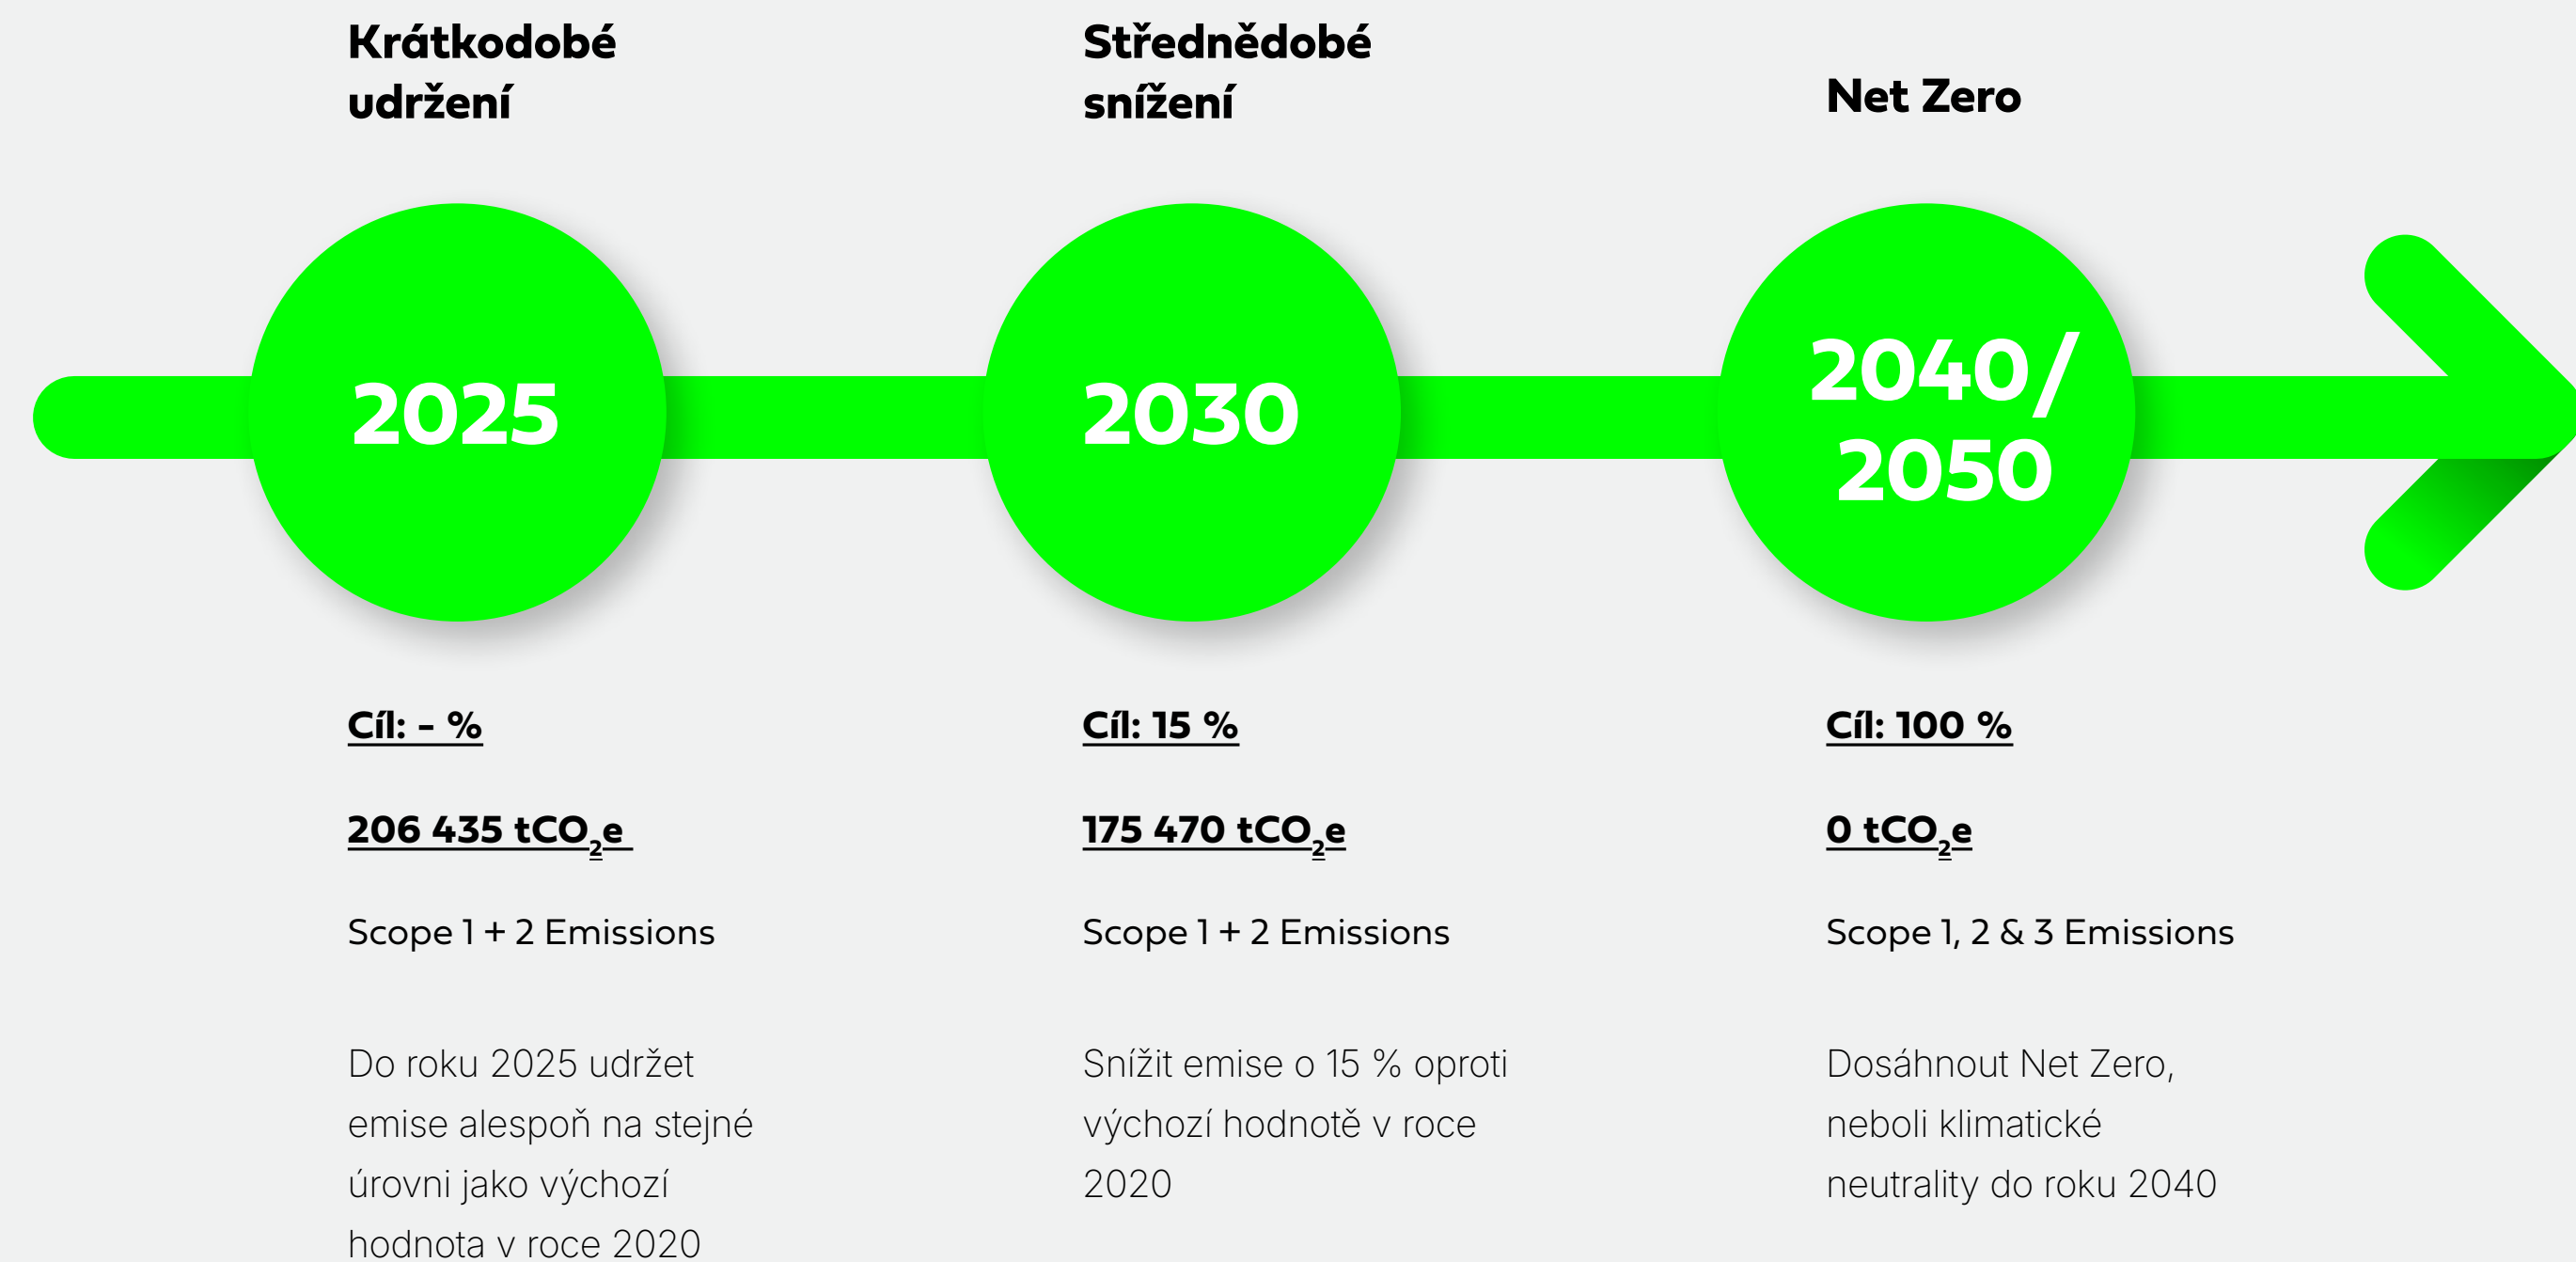 Krátkodobé
udržení
2025
Cíl: - %
206 435 tCO₂e
Scope 1 + 2 Emissions
Do roku 2025 udržet
emise alespoň na stejné
úrovni jako výchozí
hodnota v roce 2020
Střednědobé
snížení
2030
Cíl: 15 %
175 470 tCO₂e
Scope 1 + 2 Emissions
Snížit emise o 15 % oproti
výchozí hodnotě v roce
2020
Net Zero
2040/
2050
Cíl: 100 %
0 tCO₂e
Scope 1, 2 & 3 Emissions
Dosáhnout Net Zero,
neboli klimatické
neutrality do roku 2040